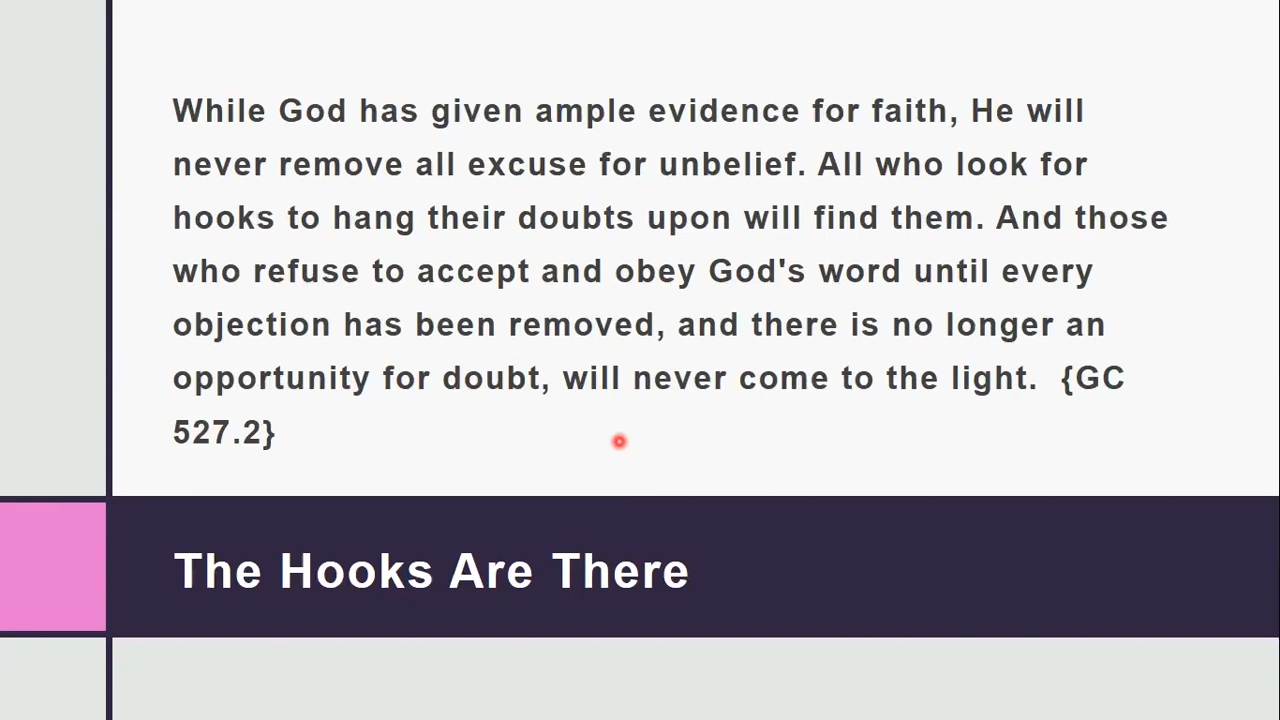 While God has given ample evidence for faith, He will
never remove all excuse for unbelief. All who look for
hooks to hang their doubts upon will find them. And those
who refuse to accept and obey God's word until every
objection has been removed, and there is no longer an
opportunity for doubt, will never come to the light.  {GC
527.2}
The Hooks Are There